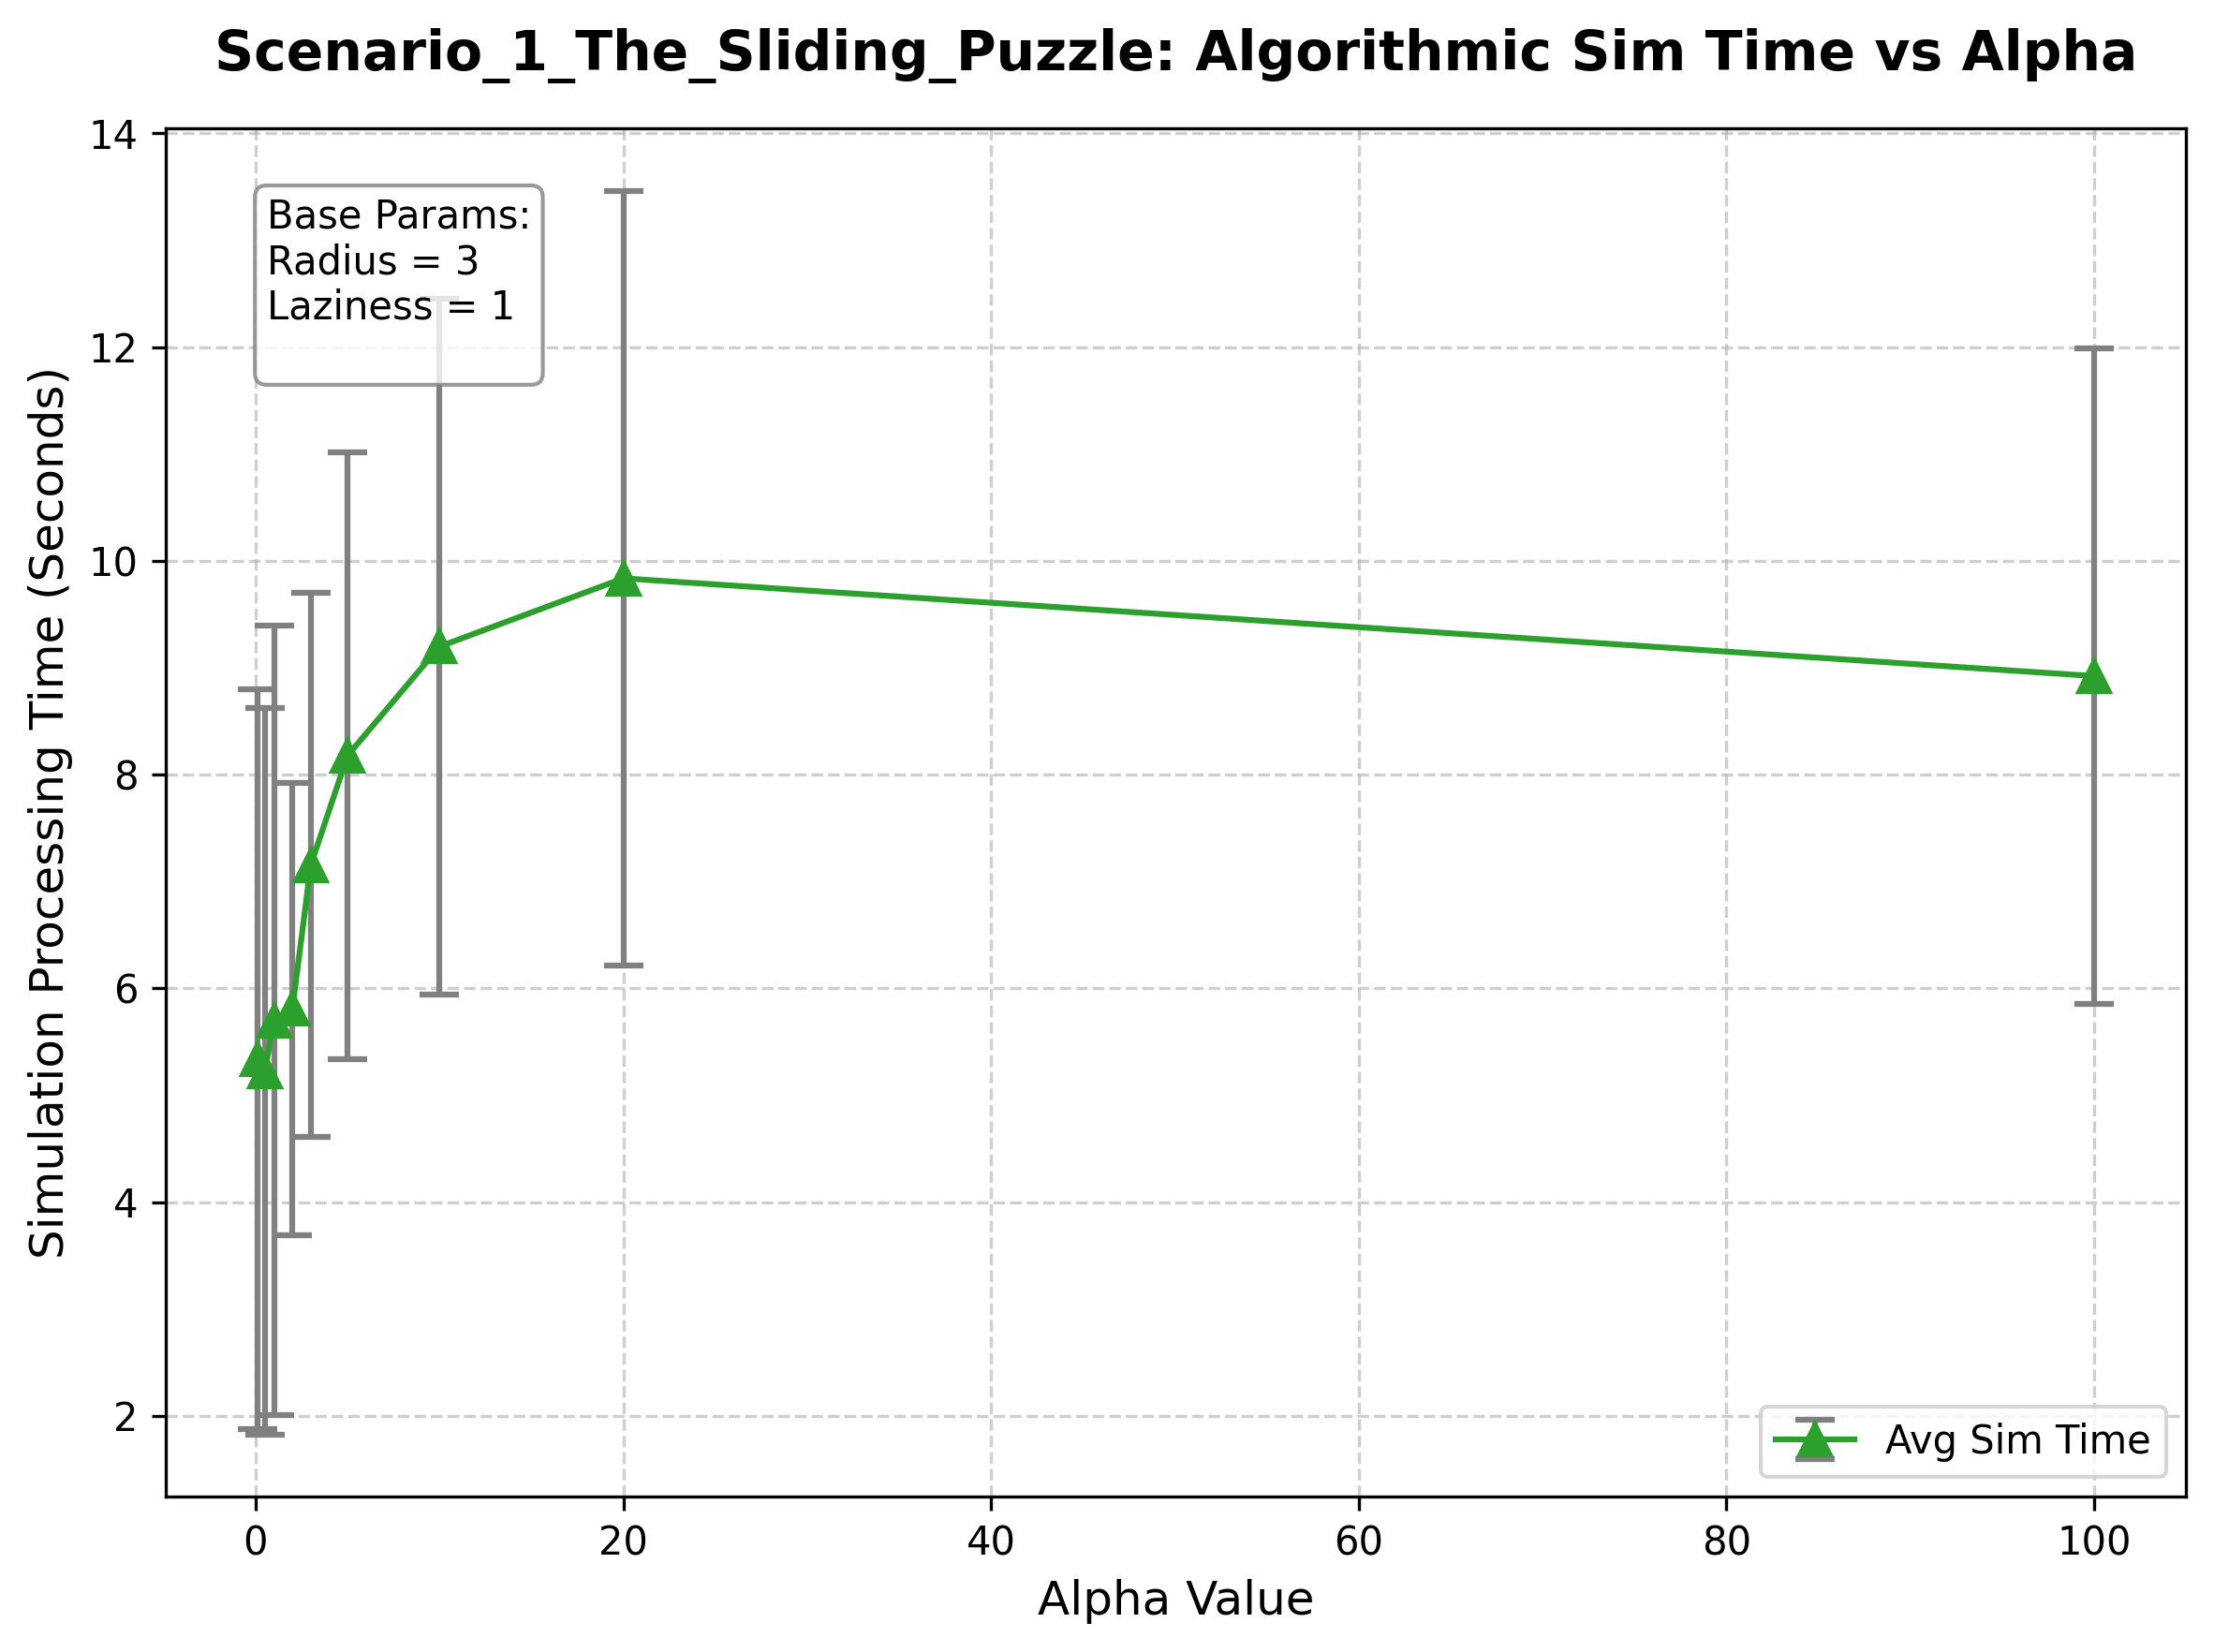 Scenario_1_The_Sliding_Puzzle: Algorithmic Sim Time vs Alpha
14
12
10
8
6
4
2
Simulation Processing Time (Seconds)
Base Params:
Radius = 3
Laziness = 1
Avg Sim Time
0
20
40
60
80
100
Alpha Value